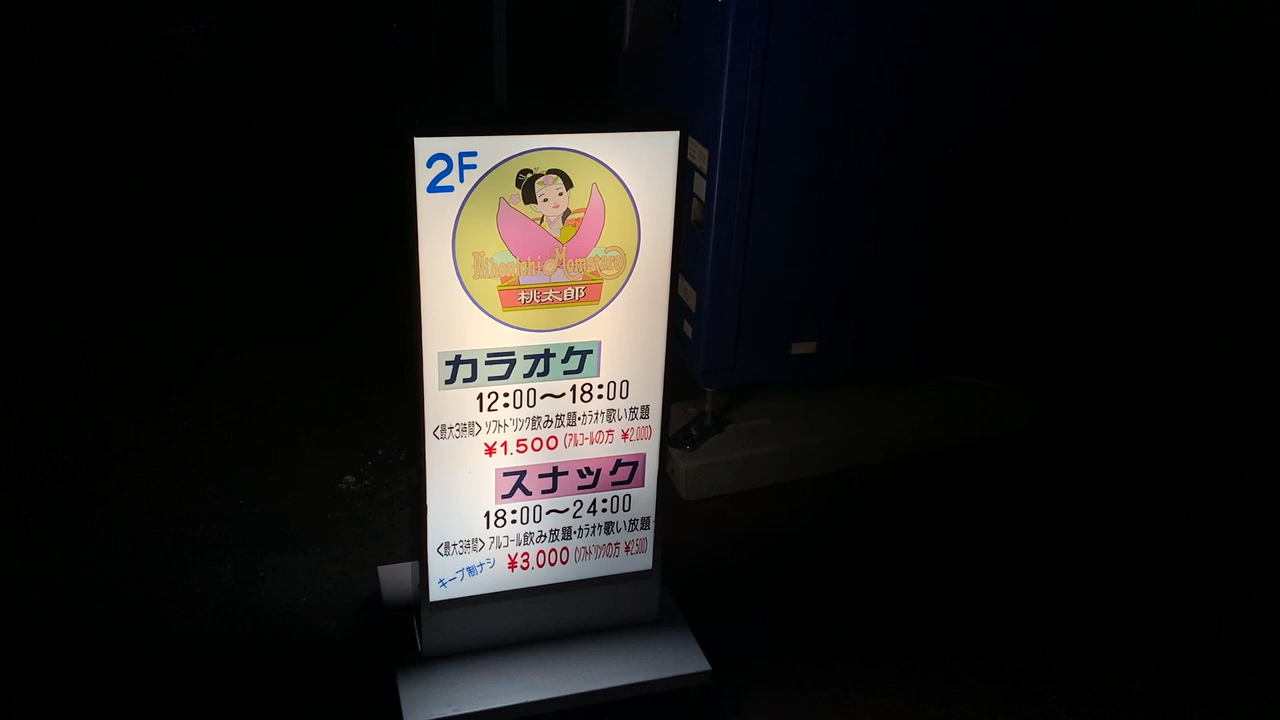 2F
Nihonichi Momotaro
桃太郎
カラオケ
12:00〜18:00
<最大3時間> ソフトドリンク飲み放題・カラオケ歌い放題
¥1.500 (アルコールの方 ¥2.000)
スナック
18:00〜24:00
<最大3時間> アルコール飲み放題・カラオケ歌い放題
キープ制ナシ ¥3.000 (ソフトドリンクの方 ¥2.500)